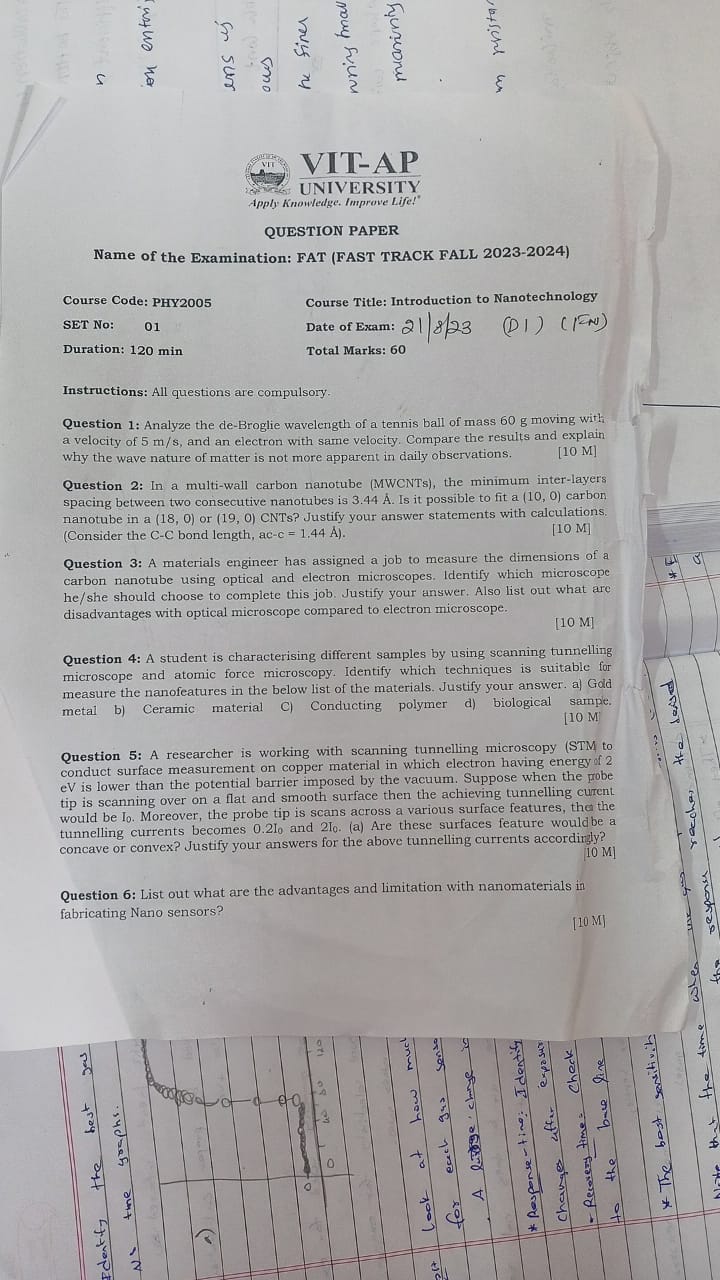 VIT
VIT-AP
UNIVERSITY
Apply Knowledge. Improve Life!
QUESTION PAPER
Name of the Examination: FAT (FAST TRACK FALL 2023-2024)
Course Code: PHY2005
Course Title: Introduction to Nanotechnology
SET No: 01
Date of Exam: 21/8/23 (D1) (FN)
Duration: 120 min
Total Marks: 60
Instructions: All questions are compulsory.
Question 1: Analyze the de-Broglie wavelength of a tennis ball of mass 60 g moving with
a velocity of 5 m/s, and an electron with same velocity. Compare the results and explain
why the wave nature of matter is not more apparent in daily observations. [10 M]
Question 2: In a multi-wall carbon nanotube (MWCNTs), the minimum inter-layers
spacing between two consecutive nanotubes is 3.44 Å. Is it possible to fit a (10, 0) carbon
nanotube in a (18, 0) or (19, 0) CNTs? Justify your answer statements with calculations.
(Consider the C-C bond length, ac-c = 1.44 Å). [10 M]
Question 3: A materials engineer has assigned a job to measure the dimensions of a
carbon nanotube using optical and electron microscopes. Identify which microscope
he/she should choose to complete this job. Justify your answer. Also list out what are
disadvantages with optical microscope compared to electron microscope.
[10 M]
Question 4: A student is characterising different samples by using scanning tunnelling
microscope and atomic force microscopy. Identify which techniques is suitable for
measure the nanofeatures in the below list of the materials. Justify your answer. a) Gold
metal b) Ceramic material C) Conducting polymer d) biological sampe.
[10 M
Question 5: A researcher is working with scanning tunnelling microscopy (STM to
conduct surface measurement on copper material in which electron having energy of 2
eV is lower than the potential barrier imposed by the vacuum. Suppose when the probe
tip is scanning over on a flat and smooth surface then the achieving tunnelling current
would be I₀. Moreover, the probe tip is scans across a various surface features, then the
tunnelling currents becomes 0.2I₀ and 2I₀. (a) Are these surfaces feature would be a
concave or convex? Justify your answers for the above tunnelling currents accordingly?
10 M]
Question 6: List out what are the advantages and limitation with nanomaterials in
fabricating Nano sensors?
[10 M]
Identify the best gas
graphs.
a)
0 40 80 120
Look at how much
for each gas
A change
* Response-time: Identify
Changes after
- Recovery time: Check
to the base line
* The best sensitivit
that the time when
reaches the
response